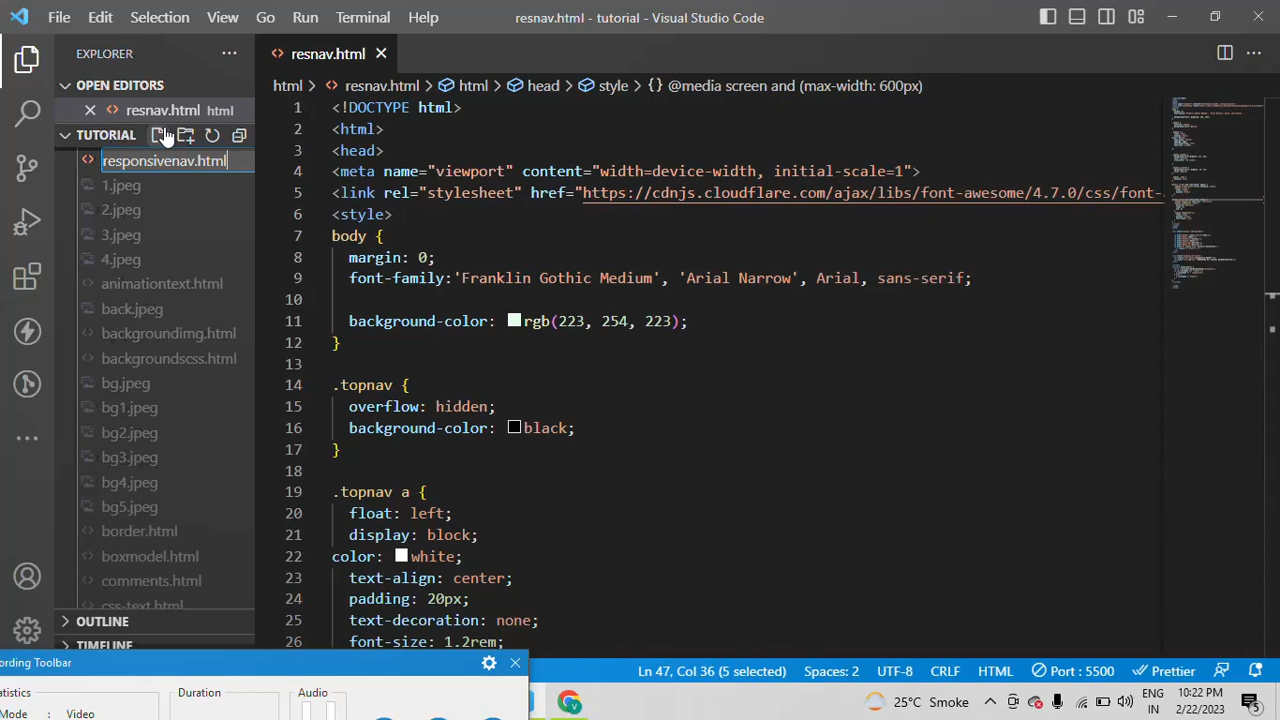 File Edit Selection View Go Run Terminal Help resnav.html - tutorial - Visual Studio Code
EXPLORER
OPEN EDITORS
resnav.html html
TUTORIAL
responsivenav.html
1.jpeg
2.jpeg
3.jpeg
4.jpeg
animationtext.html
back.jpeg
backgroundimg.html
backgroundscss.html
bg.jpeg
bg1.jpeg
bg2.jpeg
bg3.jpeg
bg4.jpeg
bg5.jpeg
border.html
boxmodel.html
comments.html
css-text.html
OUTLINE
TIMELINE
resnav.html
html > resnav.html > html > head > style > {} @media screen and (max-width: 600px)
1 <!DOCTYPE html>
2 <html>
3 <head>
4 <meta name="viewport" content="width=device-width, initial-scale=1">
5 <link rel="stylesheet" href="https://cdnjs.cloudflare.com/ajax/libs/font-awesome/4.7.0/css/font-
6 <style>
7 body {
8 margin: 0;
9 font-family:'Franklin Gothic Medium', 'Arial Narrow', Arial, sans-serif;
10
11 background-color: rgb(223, 254, 223);
12 }
13
14 .topnav {
15 overflow: hidden;
16 background-color: black;
17 }
18
19 .topnav a {
20 float: left;
21 display: block;
22 color: white;
23 text-align: center;
24 padding: 20px;
25 text-decoration: none;
26 font-size: 1.2rem;
Ln 47, Col 36 (5 selected) Spaces: 2 UTF-8 CRLF HTML Port : 5500 Prettier
ording Toolbar
tatistics Duration Audio
Mode : Video
25°C Smoke
ENG
IN
10:22 PM
2/22/2023
5